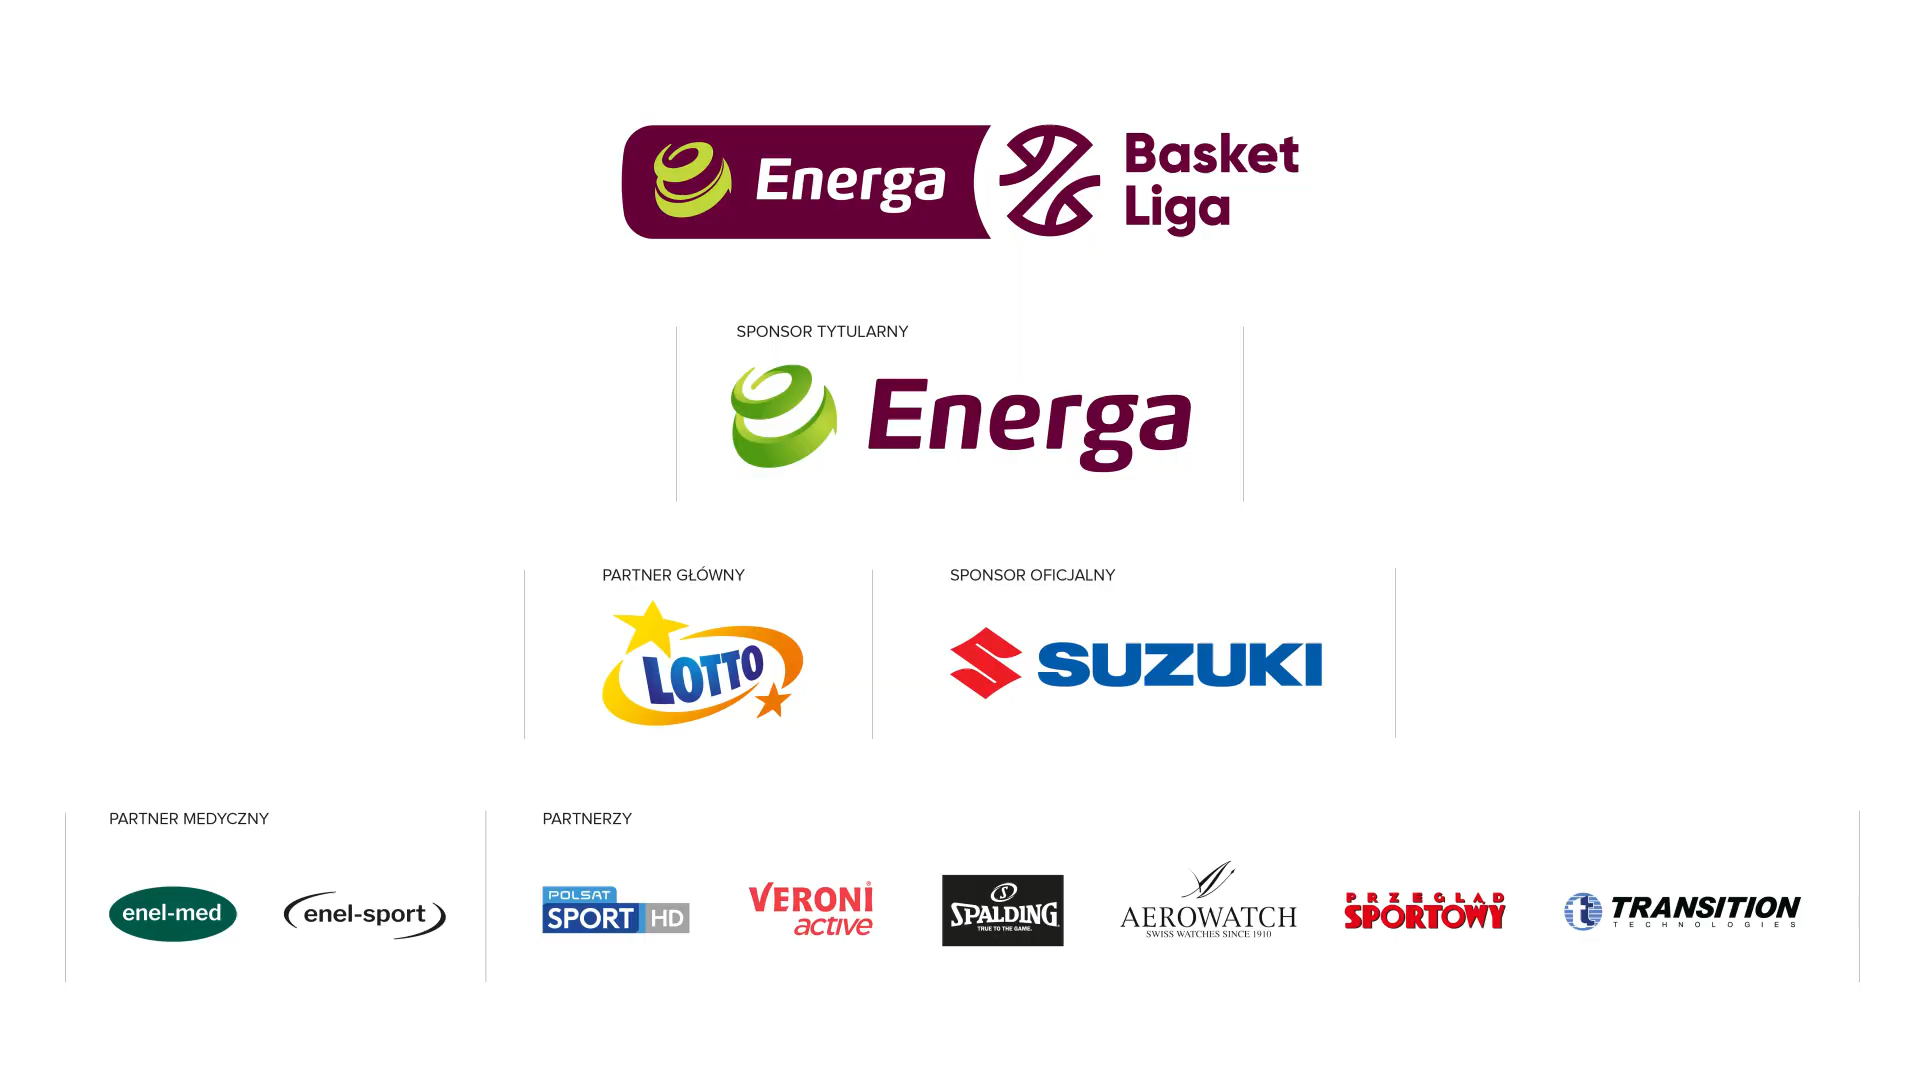 Energa
Basket
Liga
SPONSOR TYTULARNY
Energa
PARTNER GŁÓWNY
SPONSOR OFICJALNY
LOTTO
SUZUKI
PARTNER MEDYCZNY
PARTNERZY
enel-med
enel-sport
POLSAT
SPORT HD
VERONI®
active
S
SPALDING
TRUE TO THE GAME.
AEROWATCH
SWISS WATCHES SINCE 1910
PRZEGLĄD
SPORTOWY
tt TRANSITION
TECHNOLOGIES